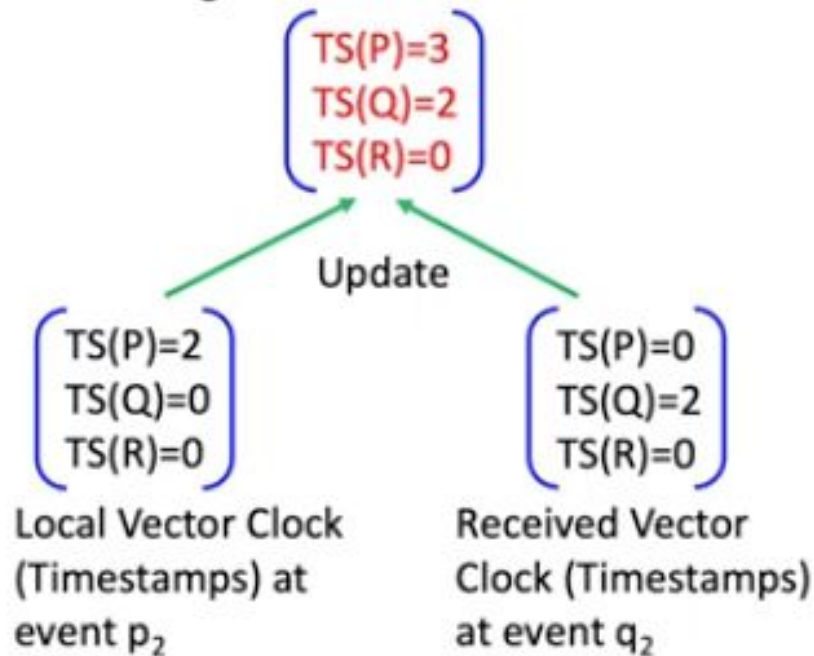 TS(P)=3
TS(Q)=2
TS(R)=0
Update
TS(P)=2
TS(Q)=0
TS(R)=0
Local Vector Clock
(Timestamps) at
event p₂
TS(P)=0
TS(Q)=2
TS(R)=0
Received Vector
Clock (Timestamps)
at event q₂